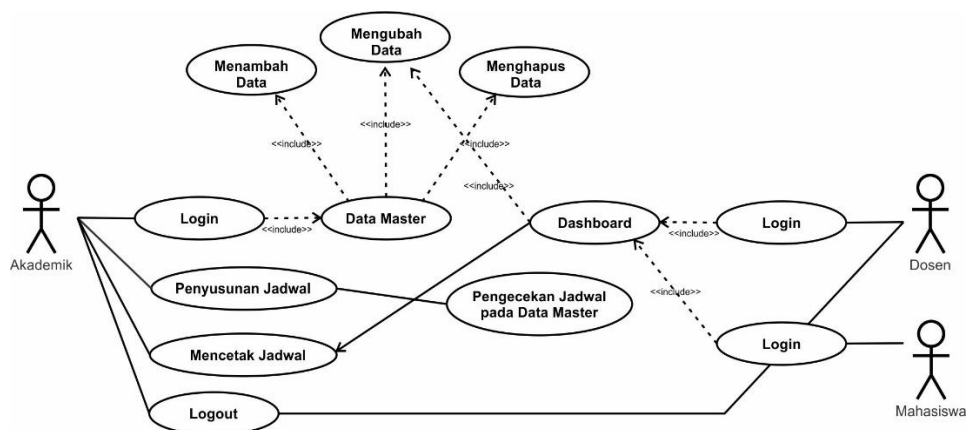 Mengubah
Data
Menambah
Data
Menghapus
Data
<<include>>
<<include>>
<<include>>
<<include>>
Login
<<include>>
Data Master
Dashboard
<<include>>
Login
Akademik
Dosen
Penyusunan Jadwal
Pengecekan Jadwal
pada Data Master
<<include>>
Mencetak Jadwal
Login
Logout
Mahasiswa